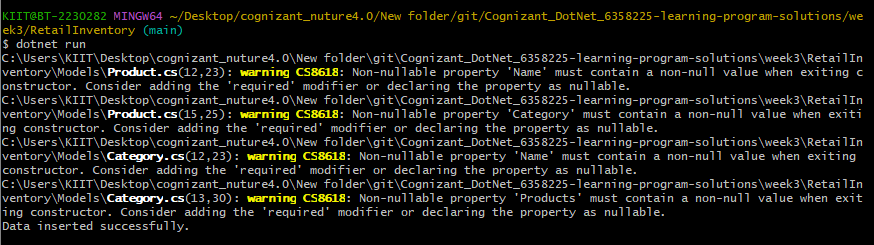 KIIT@BT-2230282 MINGW64 ~/Desktop/cognizant_nuture4.0/New folder/git/Cognizant_DotNet_6358225-learning-program-solutions/we
ek3/RetailInventory (main)
$ dotnet run
C:\Users\KIIT\Desktop\cognizant_nuture4.0\New folder\git\Cognizant_DotNet_6358225-learning-program-solutions\week3\RetailIn
ventory\Models\Product.cs(12,23): warning CS8618: Non-nullable property 'Name' must contain a non-null value when exiting c
onstructor. Consider adding the 'required' modifier or declaring the property as nullable.
C:\Users\KIIT\Desktop\cognizant_nuture4.0\New folder\git\Cognizant_DotNet_6358225-learning-program-solutions\week3\RetailIn
ventory\Models\Product.cs(15,25): warning CS8618: Non-nullable property 'Category' must contain a non-null value when exiti
ng constructor. Consider adding the 'required' modifier or declaring the property as nullable.
C:\Users\KIIT\Desktop\cognizant_nuture4.0\New folder\git\Cognizant_DotNet_6358225-learning-program-solutions\week3\RetailIn
ventory\Models\Category.cs(12,23): warning CS8618: Non-nullable property 'Name' must contain a non-null value when exiting
constructor. Consider adding the 'required' modifier or declaring the property as nullable.
C:\Users\KIIT\Desktop\cognizant_nuture4.0\New folder\git\Cognizant_DotNet_6358225-learning-program-solutions\week3\RetailIn
ventory\Models\Category.cs(13,30): warning CS8618: Non-nullable property 'Products' must contain a non-null value when exit
ing constructor. Consider adding the 'required' modifier or declaring the property as nullable.
Data inserted successfully.